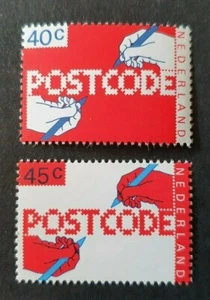 40c
NEDERLAND
POSTCODE
45c
NEDERLAND
POSTCODE